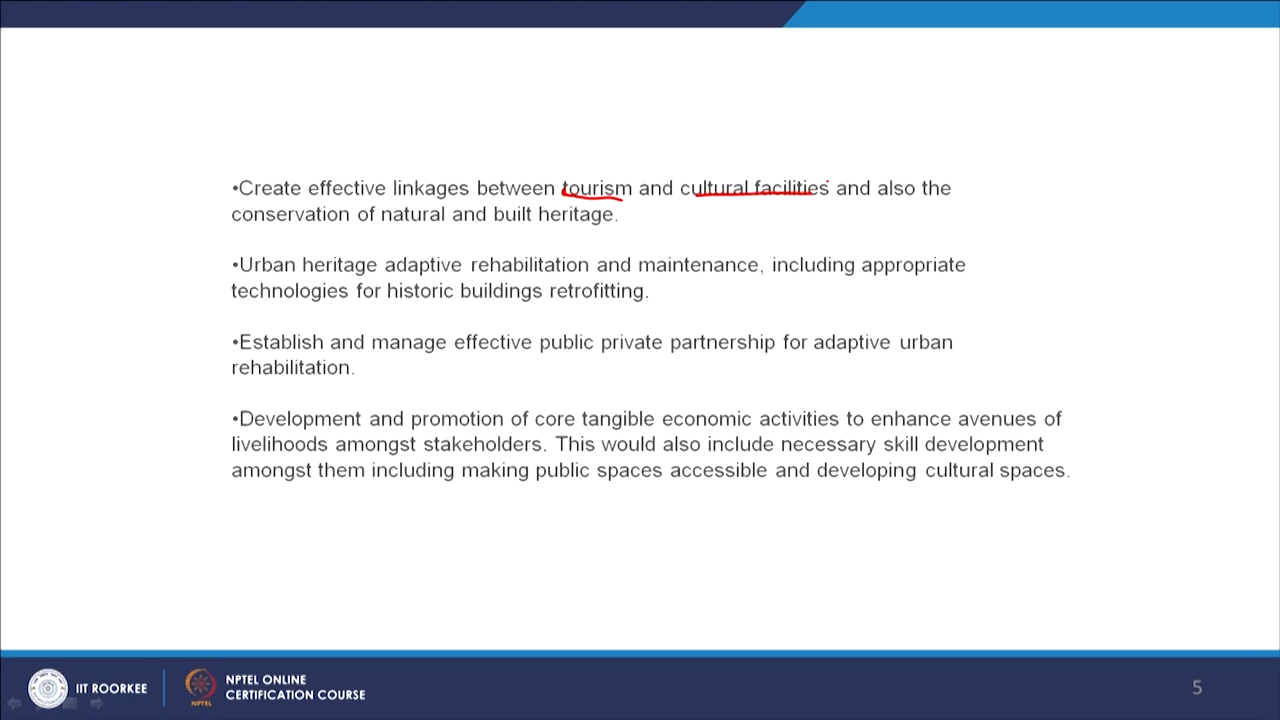 •Create effective linkages between tourism and cultural facilities and also the
conservation of natural and built heritage.
•Urban heritage adaptive rehabilitation and maintenance, including appropriate
technologies for historic buildings retrofitting.
•Establish and manage effective public private partnership for adaptive urban
rehabilitation.
•Development and promotion of core tangible economic activities to enhance avenues of
livelihoods amongst stakeholders. This would also include necessary skill development
amongst them including making public spaces accessible and developing cultural spaces.
IIT ROORKEE
NPTEL
NPTEL ONLINE
CERTIFICATION COURSE
5